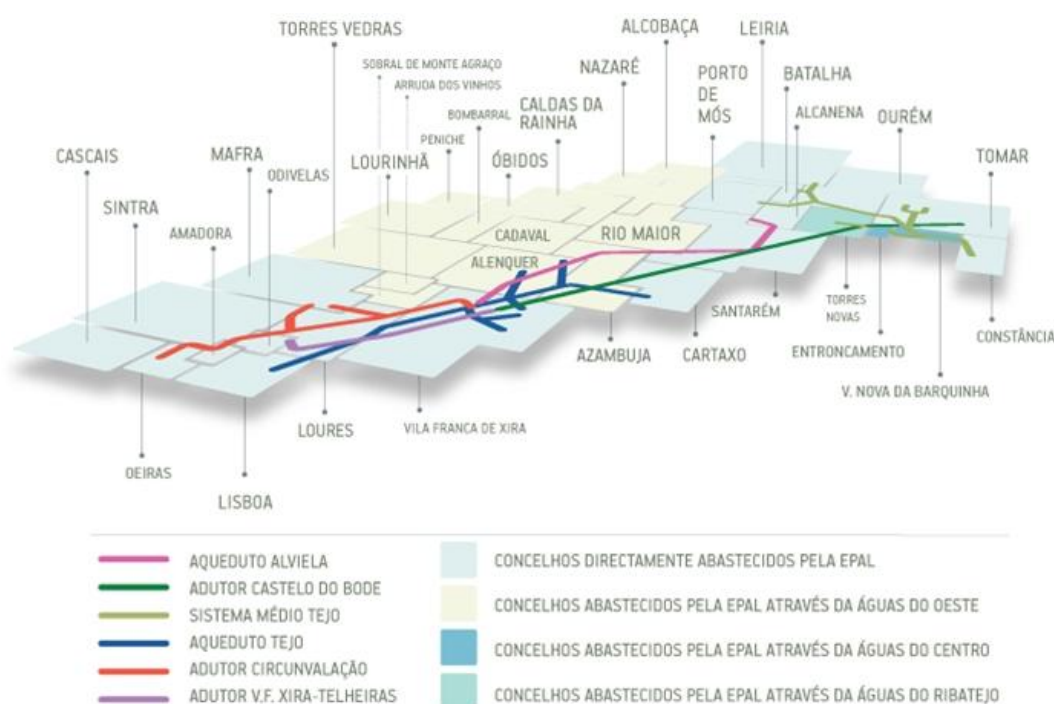 TORRES VEDRAS
SOBRAL DE MONTE AGRAÇO
ARRUDA DOS VINHOS
BOMBARRAL
PENICHE
CALDAS DA
RAINHA
NAZARÉ
ALCOBAÇA
LEIRIA
PORTO
DE
MÓS
BATALHA
ALCANENA
OURÉM
TOMAR
CASCAIS
SINTRA
AMADORA
MAFRA
ODIVELAS
LOURINHÃ
ÓBIDOS
CADAVAL
RIO MAIOR
ALENQUER
SANTARÉM
TORRES
NOVAS
CONSTÂNCIA
AZAMBUJA
CARTAXO
ENTRONCAMENTO
V. NOVA DA BARQUINHA
LOURES
VILA FRANCA DE XIRA
OEIRAS
LISBOA
AQUEDUTO ALVIELA
ADUTOR CASTELO DO BODE
SISTEMA MÉDIO TEJO
AQUEDUTO TEJO
ADUTOR CIRCUNVALAÇÃO
ADUTOR V.F. XIRA-TELHEIRAS
CONCELHOS DIRECTAMENTE ABASTECIDOS PELA EPAL
CONCELHOS ABASTECIDOS PELA EPAL ATRAVÉS DA ÁGUAS DO OESTE
CONCELHOS ABASTECIDOS PELA EPAL ATRAVÉS DA ÁGUAS DO CENTRO
CONCELHOS ABASTECIDOS PELA EPAL ATRAVÉS DA ÁGUAS DO RIBATEJO